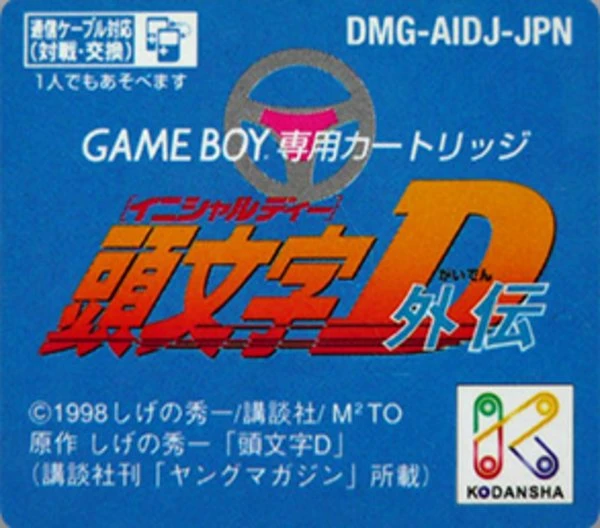 通信ケーブル対応
(対戦・交換)
1人でもあそべます
DMG-AIDJ-JPN
GAME BOY 専用カートリッジ
[イニシャルディー]
頭文字D
がいでん
外伝
©1998しげの秀一/講談社/ M²TO
原作 しげの秀一「頭文字D」
(講談社刊「ヤングマガジン」所載)
KODANSHA